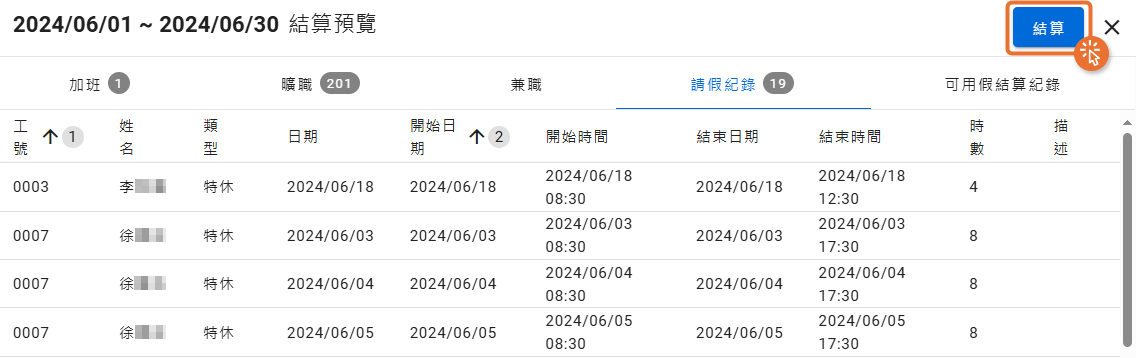 2024/06/01 ~ 2024/06/30 結算預覽 結算
加班 1 曠職 201 兼職 請假紀錄 19 可用假結算紀錄
工號 1 姓名 類型 日期 開始日期 2 開始時間 結束日期 結束時間 時數 描述
0003 李 特休 2024/06/18 2024/06/18 2024/06/18 08:30 2024/06/18 2024/06/18 12:30 4
0007 徐 特休 2024/06/03 2024/06/03 2024/06/03 08:30 2024/06/03 2024/06/03 17:30 8
0007 徐 特休 2024/06/04 2024/06/04 2024/06/04 08:30 2024/06/04 2024/06/04 17:30 8
0007 徐 特休 2024/06/05 2024/06/05 2024/06/05 08:30 2024/06/05 2024/06/05 17:30 8